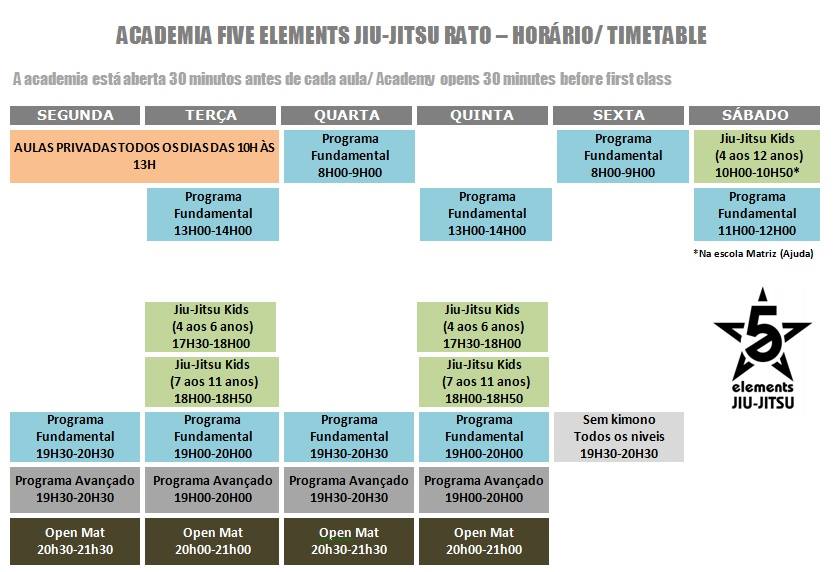 ACADEMIA FIVE ELEMENTS JIU-JITSU RATO – HORÁRIO/ TIMETABLE
A academia está aberta 30 minutos antes de cada aula/ Academy opens 30 minutes before first class
SEGUNDA
TERÇA
QUARTA
QUINTA
SEXTA
SÁBADO
AULAS PRIVADAS TODOS OS DIAS DAS 10H ÀS
13H
Programa
Fundamental
8H00-9H00
Programa
Fundamental
8H00-9H00
Jiu-Jitsu Kids
(4 aos 12 anos)
10H00-10H50*
Programa
Fundamental
13H00-14H00
Programa
Fundamental
13H00-14H00
Programa
Fundamental
11H00-12H00
*Na escola Matriz (Ajuda)
Jiu-Jitsu Kids
(4 aos 6 anos)
17H30-18H00
Jiu-Jitsu Kids
(4 aos 6 anos)
17H30-18H00
5
elements
JIU-JITSU
Jiu-Jitsu Kids
(7 aos 11 anos)
18H00-18H50
Jiu-Jitsu Kids
(7 aos 11 anos)
18H00-18H50
Programa
Fundamental
19H30-20H30
Programa
Fundamental
19H00-20H00
Programa
Fundamental
19H30-20H30
Programa
Fundamental
19H00-20H00
Sem kimono
Todos os niveis
19H30-20H30
Programa Avançado
19H30-20H30
Programa Avançado
19H00-20H00
Programa Avançado
19H30-20H30
Programa Avançado
19H00-20H00
Open Mat
20h30-21h30
Open Mat
20h00-21h00
Open Mat
20h30-21h30
Open Mat
20h00-21h00